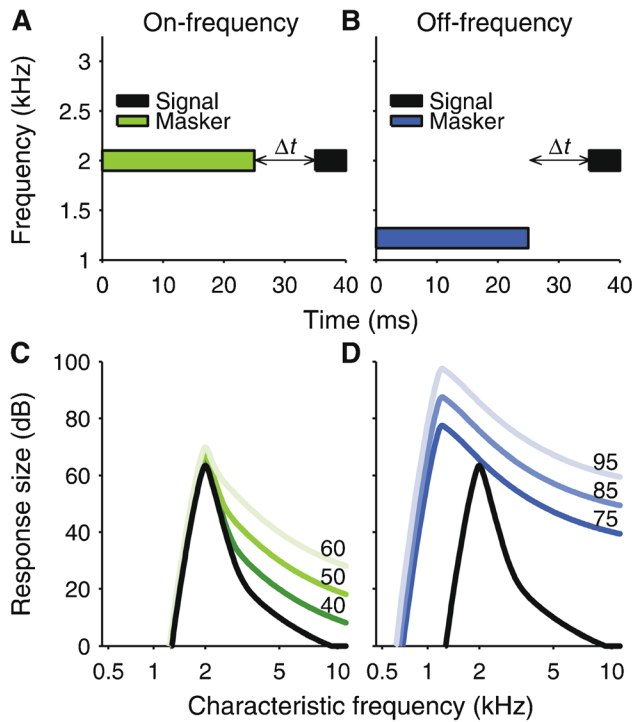 A On-frequency B Off-frequency
Frequency (kHz)
3
2.5
2
1.5
1
Signal
Masker
Δt
Signal
Masker
Δt
0 10 20 30 40
0 10 20 30 40
Time (ms)
C D
Response size (dB)
100
80
60
40
20
0
60
50
40
95
85
75
0.5 1 2 5 10
0.5 1 2 5 10
Characteristic frequency (kHz)